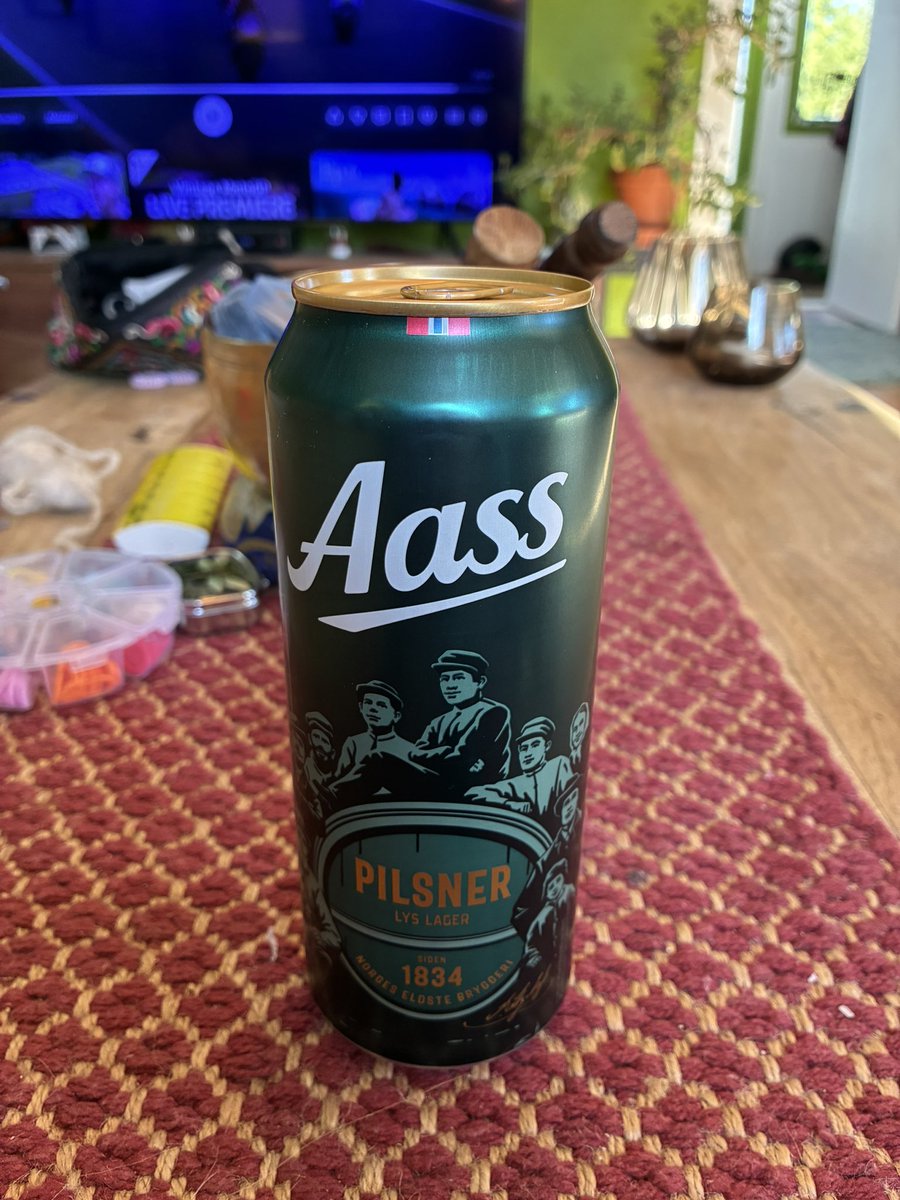 LIVE PREMIERE
Aass
PILSNER
LYS LAGER
SIDEN
1834
NORGES ELDSTE BRYGGERI